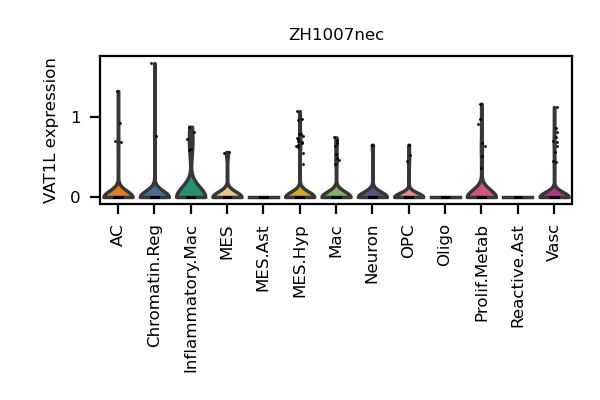 ZH1007nec
VAT1L expression
1
0
AC
Chromatin.Reg
Inflammatory.Mac
MES
MES.Ast
MES.Hyp
Mac
Neuron
OPC
Oligo
Prolif.Metab
Reactive.Ast
Vasc